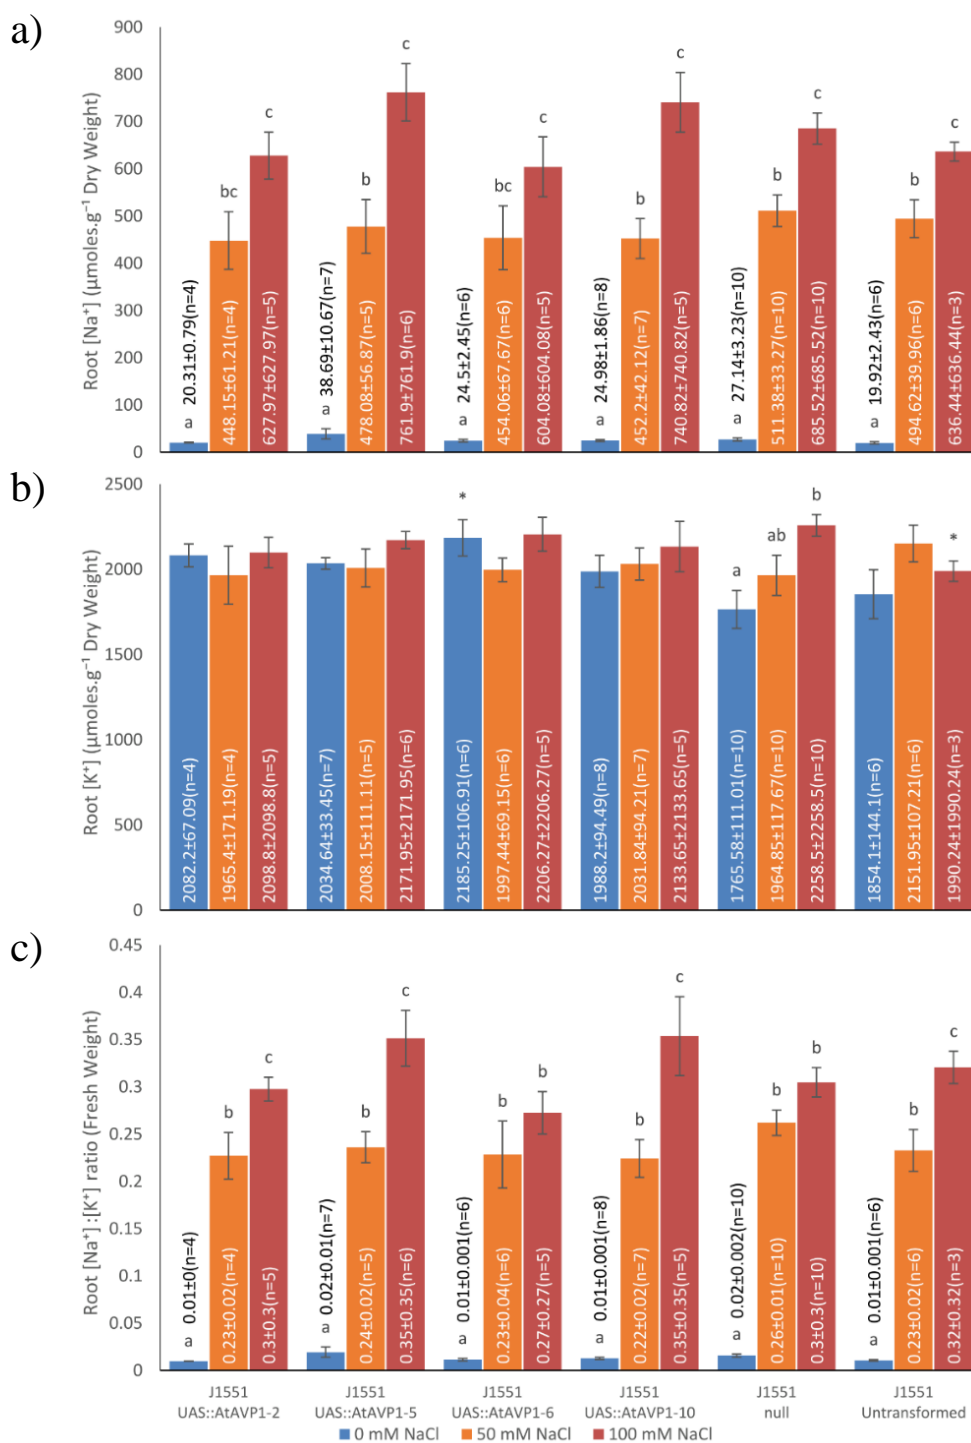 a)
Root [Na⁺] (μmoles.g⁻¹ Dry Weight)
900
800
700
600
500
400
300
200
100
0
a
20.31±0.79(n=4)
bc
448.15±61.21(n=4)
c
627.97±627.97(n=5)
a
38.69±10.67(n=7)
b
478.08±56.87(n=5)
c
761.9±761.9(n=6)
a
24.5±2.45(n=6)
bc
454.06±67.67(n=6)
c
604.08±604.08(n=5)
a
24.98±1.86(n=8)
b
452.2±42.12(n=7)
c
740.82±740.82(n=5)
a
27.14±3.23(n=10)
b
511.38±33.27(n=10)
c
685.52±685.52(n=10)
a
19.92±2.43(n=6)
b
494.62±39.96(n=6)
c
636.44±636.44(n=3)
b)
Root [K⁺] (μmoles.g⁻¹ Dry Weight)
2500
2000
1500
1000
500
0
2082.2±67.09(n=4)
1965.4±171.19(n=4)
2098.8±2098.8(n=5)
2034.64±33.45(n=7)
2008.15±111.11(n=5)
2171.95±2171.95(n=6)
*
2185.25±106.91(n=6)
1997.44±69.15(n=6)
2206.27±2206.27(n=5)
1988.2±94.49(n=8)
2031.84±94.21(n=7)
2133.65±2133.65(n=5)
a
1765.58±111.01(n=10)
ab
1964.85±117.67(n=10)
b
2258.5±2258.5(n=10)
1854.1±144.1(n=6)
2151.95±107.21(n=6)
*
1990.24±1990.24(n=3)
c)
Root [Na⁺]:[K⁺] ratio (Fresh Weight)
0.45
0.4
0.35
0.3
0.25
0.2
0.15
0.1
0.05
0
a
0.01±0(n=4)
b
0.23±0.02(n=4)
c
0.3±0.3(n=5)
a
0.02±0.01(n=7)
b
0.24±0.02(n=5)
c
0.35±0.35(n=6)
a
0.01±0.001(n=6)
b
0.23±0.04(n=6)
b
0.27±0.27(n=5)
a
0.01±0.001(n=8)
b
0.22±0.02(n=7)
c
0.35±0.35(n=5)
a
0.02±0.002(n=10)
b
0.26±0.01(n=10)
b
0.3±0.3(n=10)
a
0.01±0.001(n=6)
b
0.23±0.02(n=6)
c
0.32±0.32(n=3)
J1551
UAS::AtAVP1-2
J1551
UAS::AtAVP1-5
J1551
UAS::AtAVP1-6
J1551
UAS::AtAVP1-10
J1551
null
J1551
Untransformed
0 mM NaCl
50 mM NaCl
100 mM NaCl